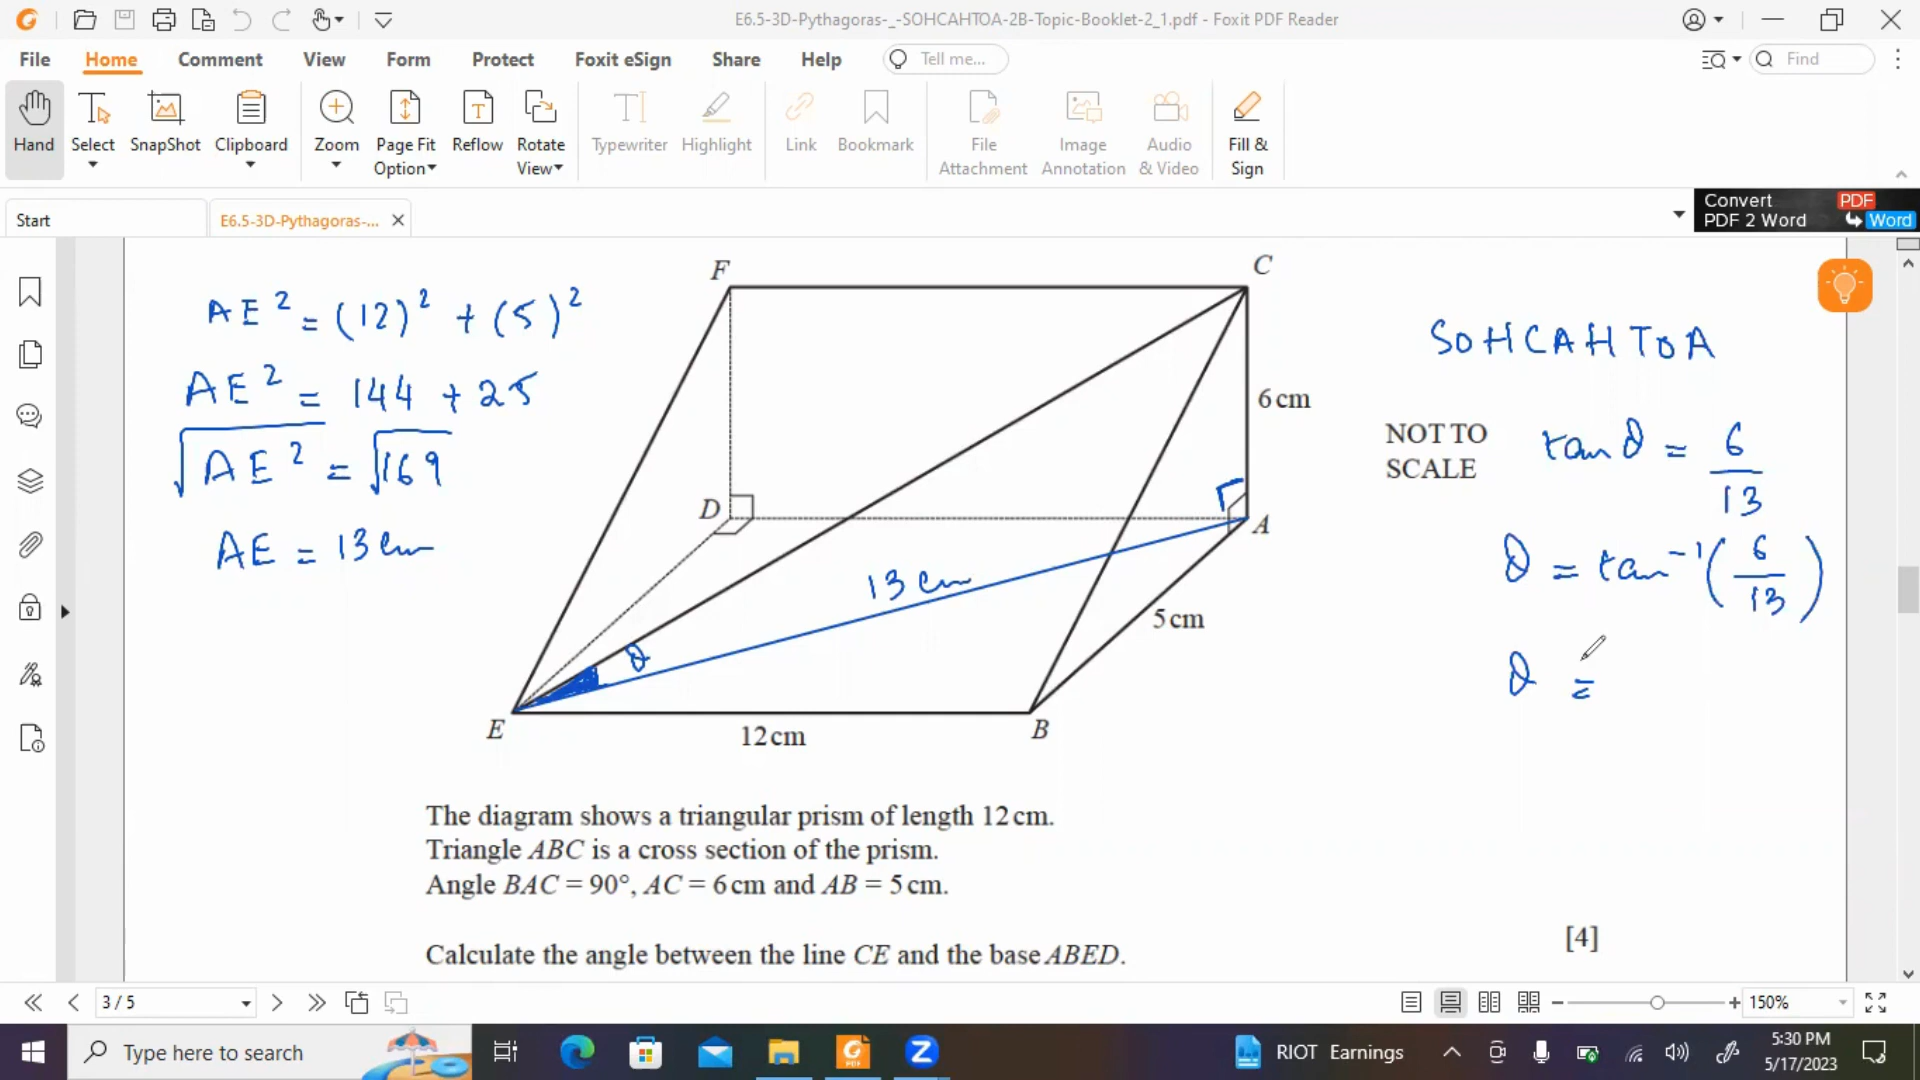 E6.5-3D-Pythagoras-_-SOHCAHTOA-2B-Topic-Booklet-2_1.pdf - Foxit PDF Reader
File Home Comment View Form Protect Foxit eSign Share Help Tell me... Find
Hand Select SnapShot Clipboard Zoom Page Fit Option Reflow Rotate View Typewriter Highlight Link Bookmark File Attachment Image Annotation Audio & Video Fill & Sign
Start E6.5-3D-Pythagoras-... Convert PDF 2 Word PDF Word
F C
AE² = (12)² + (5)²
SOHCAHTOA
AE² = 144 + 25
6 cm
NOT TO SCALE
tan θ = 6/13
√AE² = √169
D A
AE = 13 cm
θ = tan⁻¹(6/13)
13 cm
5 cm
θ
θ =
E B
12 cm
The diagram shows a triangular prism of length 12 cm.
Triangle ABC is a cross section of the prism.
Angle BAC = 90°, AC = 6 cm and AB = 5 cm.
[4]
Calculate the angle between the line CE and the base ABED.
3 / 5 150%
Type here to search RIOT Earnings 5:30 PM
5/17/2023